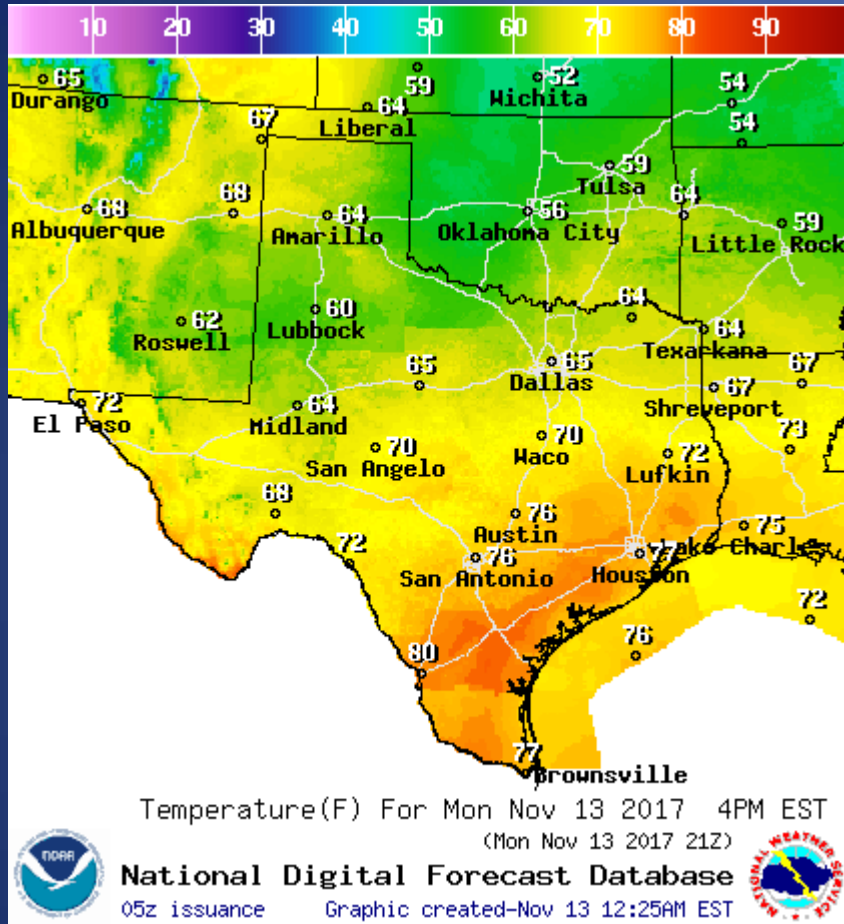 10 20 30 40 50 60 70 80 90
59
65 52
Durango Wichita
64 54
Liberal
67 54
59
Tulsa
68 68 64 56 64 59
Albuquerque Amarillo Oklahoma City Little Rock
62 60 64 64
Roswell Lubbock Texarkana
65 65 67
Dallas
72 64 67
El Paso Midland Shreveport
70 70 72 73
San Angelo Waco Lufkin
68 76 75
Austin
72 76 77 Lake Charles
San Antonio Houston
72
80 76
77
Brownsville
Temperature(F) For Mon Nov 13 2017 4PM EST
(Mon Nov 13 2017 21Z)
NOAA
National Digital Forecast Database
05z issuance Graphic created-Nov 13 12:25AM EST
NATIONAL WEATHER SERVICE